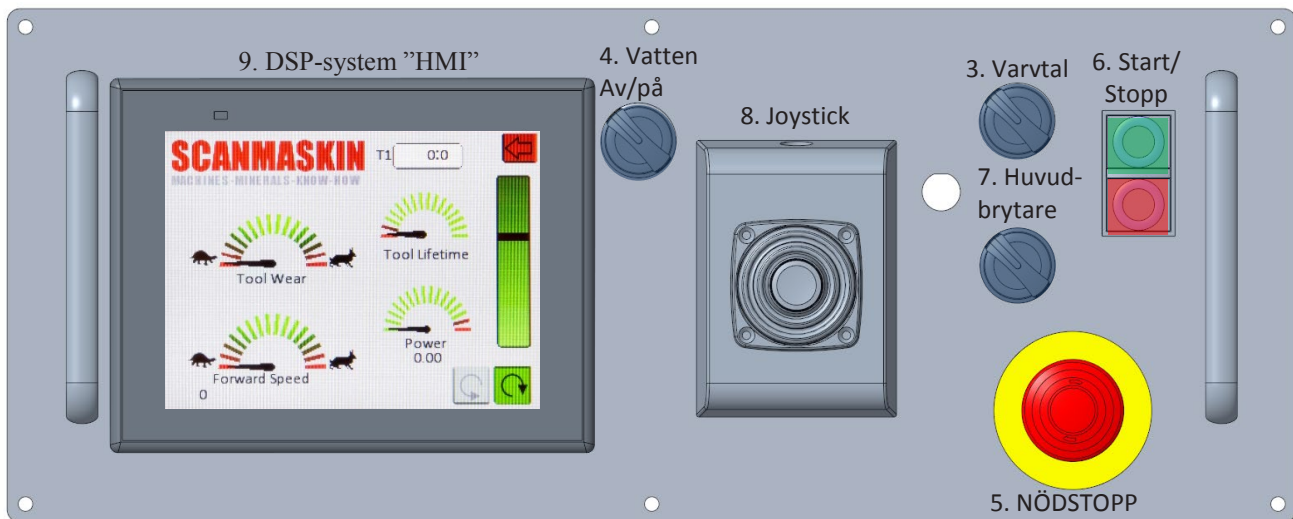 9. DSP-system ”HMI”
4. Vatten
Av/på
3. Varvtal
6. Start/
Stopp
8. Joystick
7. Huvud-
brytare
SCANMASKIN
MACHINES-MINERALS-KNOW-HOW
T1 0:0
Tool Wear
Tool Lifetime
Forward Speed
0
Power
0.00
5. NÖDSTOPP